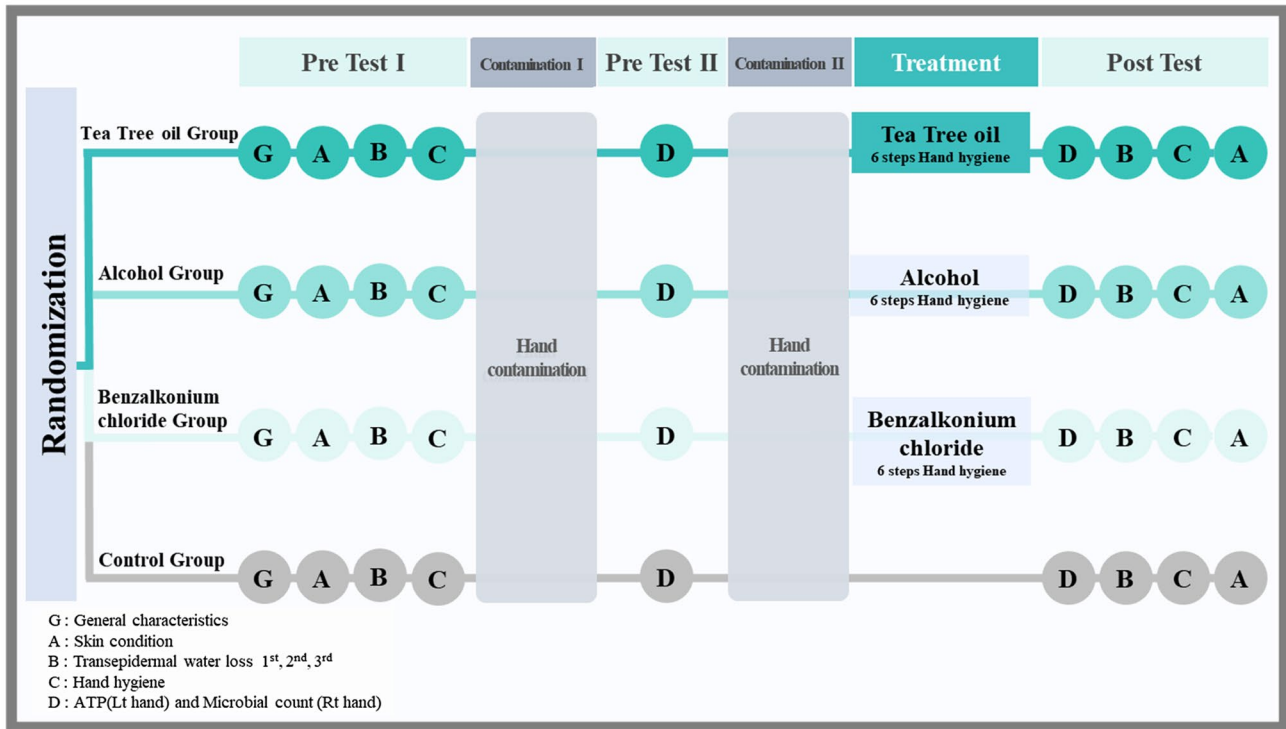 Pre Test I Contamination I Pre Test II Contamination II Treatment Post Test
Randomization
Tea Tree oil Group
G A B C D Tea Tree oil D B C A
6 steps Hand hygiene
Alcohol Group
G A B C D Alcohol D B C A
6 steps Hand hygiene
Hand
contamination
Hand
contamination
Benzalkonium
chloride Group
G A B C D Benzalkonium D B C A
chloride
6 steps Hand hygiene
Control Group
G A B C D D B C A
G : General characteristics
A : Skin condition
B : Transepidermal water loss 1st, 2nd, 3rd
C : Hand hygiene
D : ATP(Lt hand) and Microbial count (Rt hand)